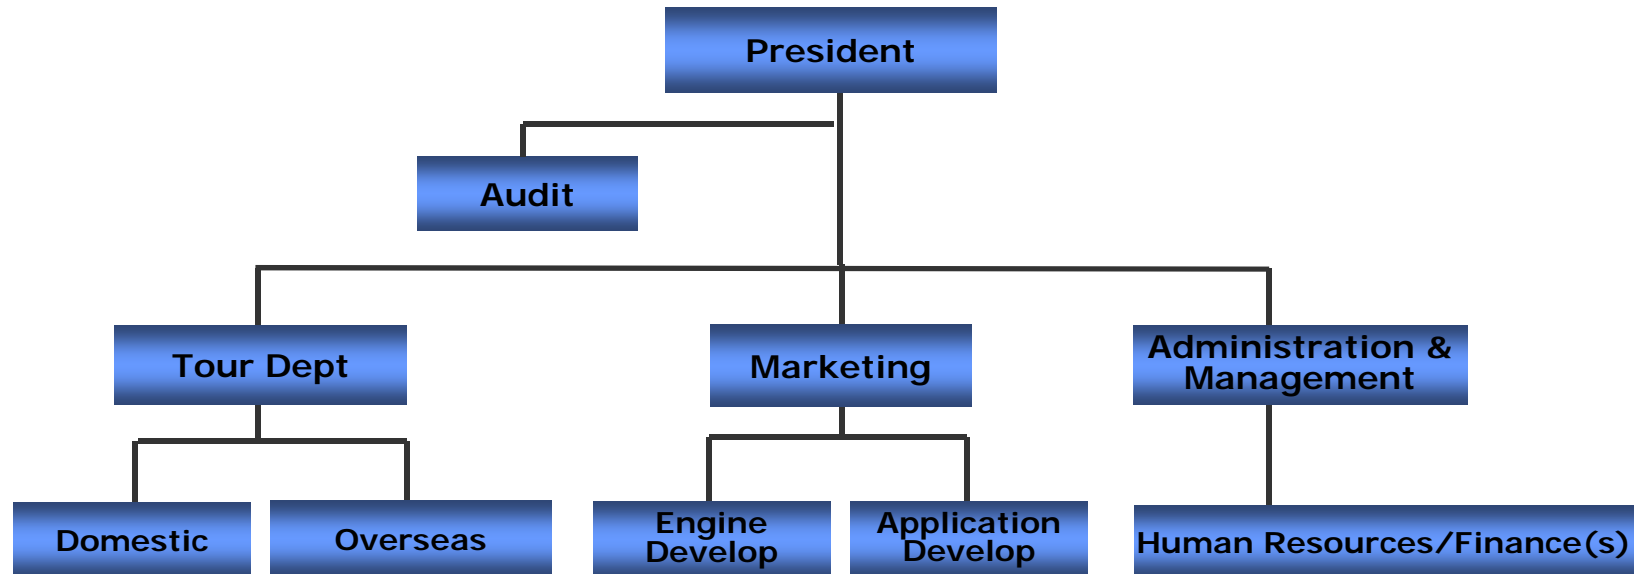 President
Audit
Tour Dept
Marketing
Administration &
Management
Domestic
Overseas
Engine
Develop
Application
Develop
Human Resources/Finance(s)